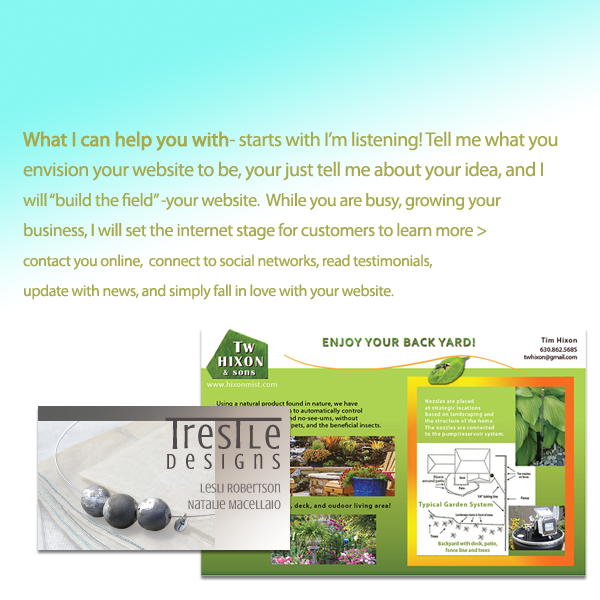 What I can help you with- starts with I'm listening! Tell me what you
envision your website to be, your just tell me about your idea, and I
will "build the field" -your website. While you are busy, growing your
business, I will set the internet stage for customers to learn more >
contact you online, connect to social networks, read testimonials,
update with news, and simply fall in love with your website.
TW
HIXON
& sons
www.hixonmist.com
ENJOY YOUR BACK YARD!
Tim Hixon
630.862.5685
twhixon@gmail.com
Using a natural product found in nature, we have
n to automatically control
and no-see-ums, without
pets, and the beneficial insects.
, deck, and oudoor living area!
Nozzles are placed
at strategic locations
based on landscaping and
the structure of the home.
The nozzles are connected
to the pump/reservoir system.
1/4" tubing line
Fence
Typical Garden System
Backyard with deck, patio,
fence line and trees
TRESTLE
DESIGNS
LESLI ROBERTSON
NATALIE MACELLAIO